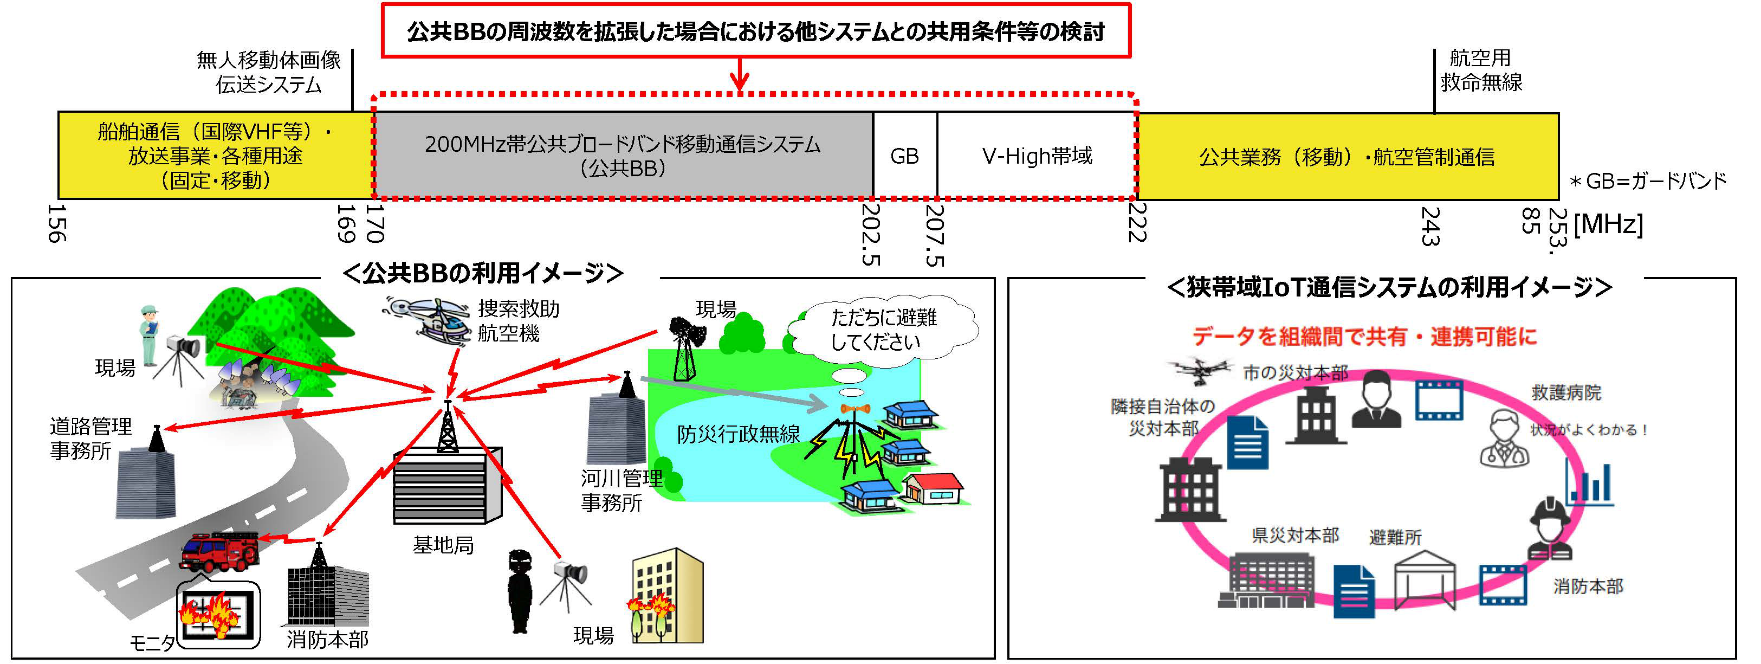 公共BBの周波数を拡張した場合における他システムとの共用条件等の検討
無人移動体画像
伝送システム
航空用
救命無線
船舶通信（国際VHF等）・
放送事業・各種用途
（固定・移動）
200MHz帯公共ブロードバンド移動通信システム
（公共BB）
GB
V-High帯域
公共業務（移動）・航空管制通信
＊GB=ガードバンド
156
169
170
202.5
207.5
222
243
253.
85
[MHz]
＜公共BBの利用イメージ＞
現場
捜索救助
航空機
現場
ただちに避難
してください
道路管理
事務所
防災行政無線
河川管理
事務所
基地局
モニタ
消防本部
現場
＜狭帯域IoT通信システムの利用イメージ＞
データを組織間で共有・連携可能に
市の災対本部
救護病院
隣接自治体の
災対本部
状況がよくわかる！
県災対本部
避難所
消防本部